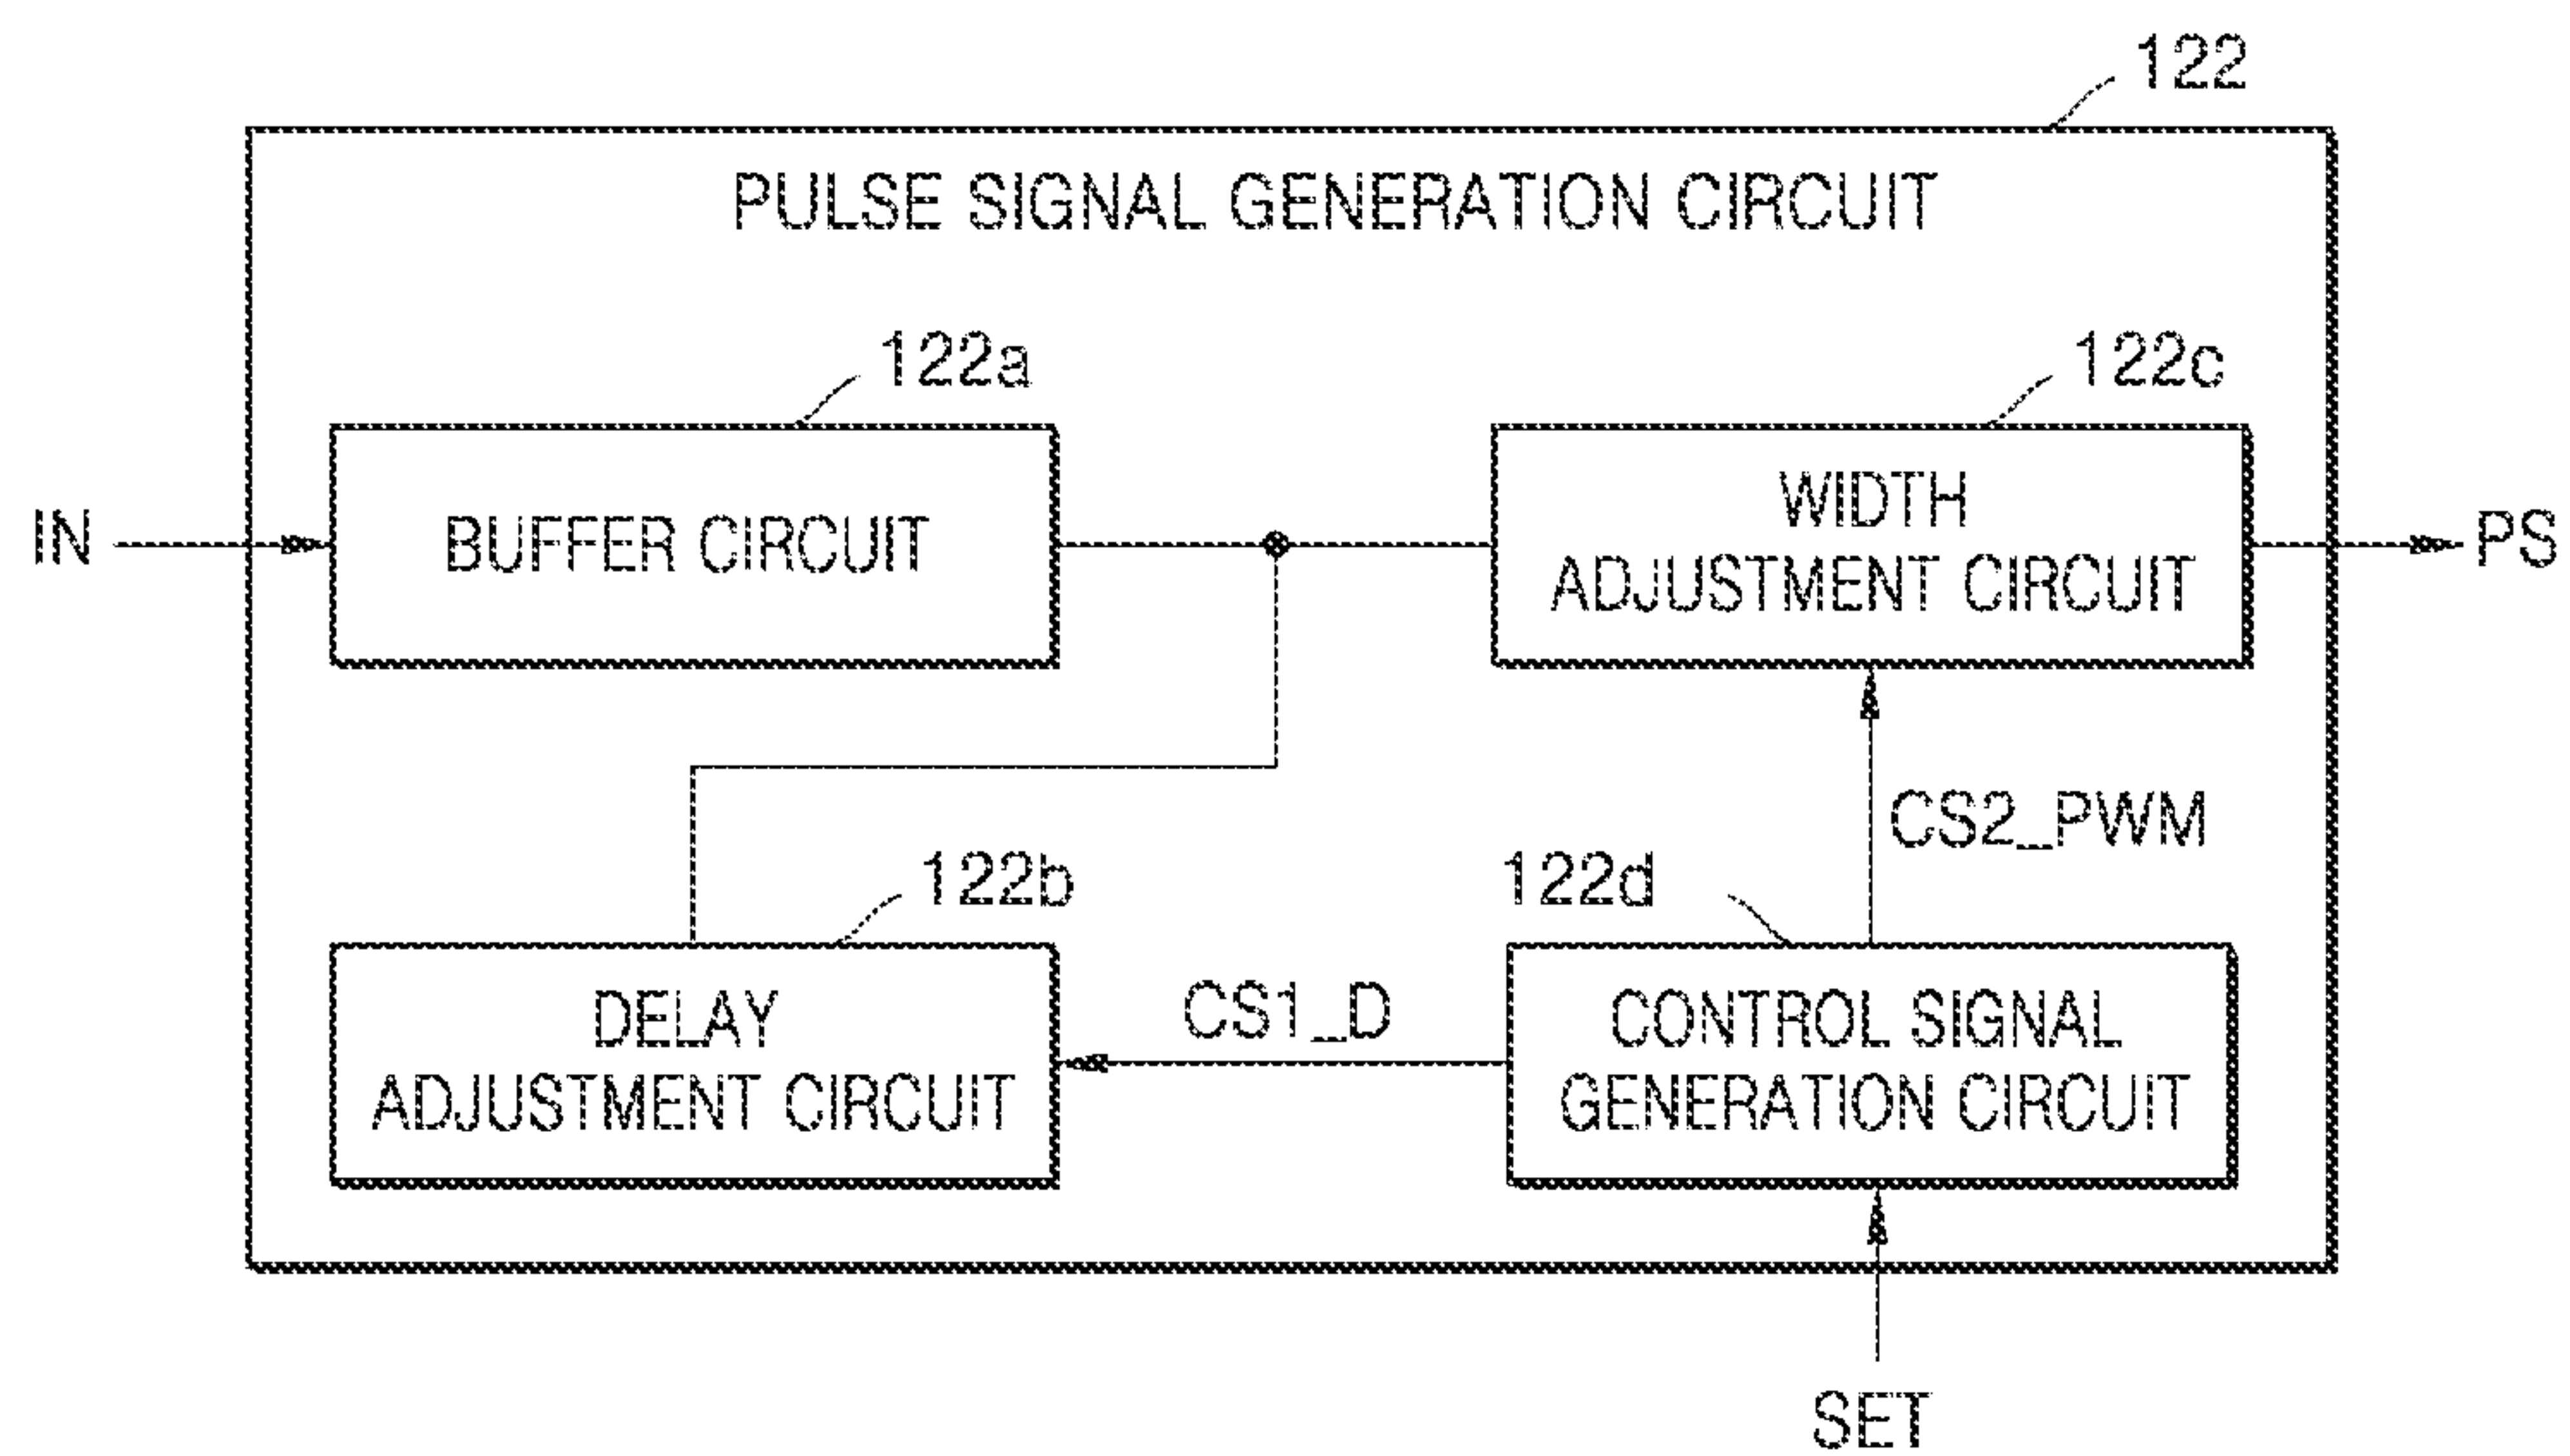 122
PULSE SIGNAL GENERATION CIRCUIT
122a
122c
IN
BUFFER CIRCUIT
WIDTH
ADJUSTMENT CIRCUIT
PS
CS2_PWM
122b
122d
DELAY
ADJUSTMENT CIRCUIT
CS1_D
CONTROL SIGNAL
GENERATION CIRCUIT
SET